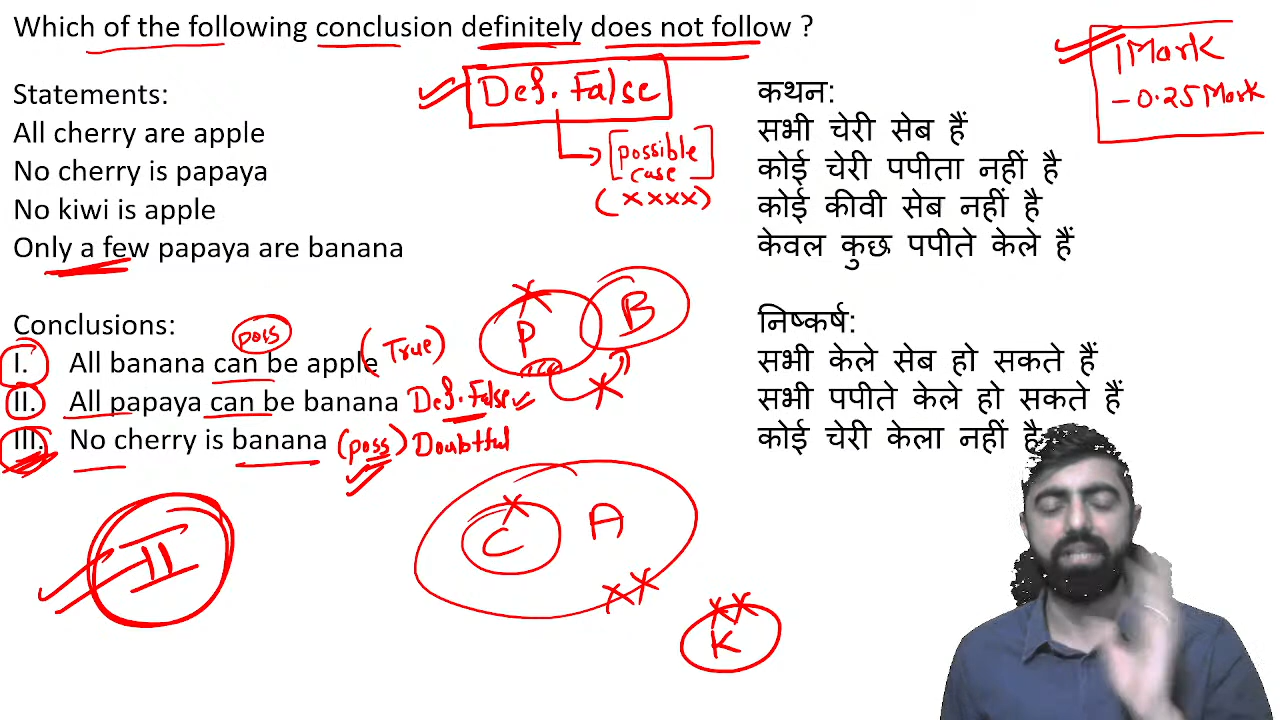 Which of the following conclusion definitely does not follow ?
1 Mark
- 0.25 Mark
Def. False
possible
case
(xxxx)
Statements:
All cherry are apple
No cherry is papaya
No kiwi is apple
Only a few papaya are banana
कथन:
सभी चेरी सेब हैं
कोई चेरी पपीता नहीं है
कोई कीवी सेब नहीं है
केवल कुछ पपीते केले हैं
Conclusions:
poss
I. All banana can be apple (True)
II. All papaya can be banana Def. False
III. No cherry is banana (poss) Doubtful
निष्कर्ष:
सभी केले सेब हो सकते हैं
सभी पपीते केले हो सकते हैं
कोई चेरी केला नहीं है
P
B
C
A
K
II